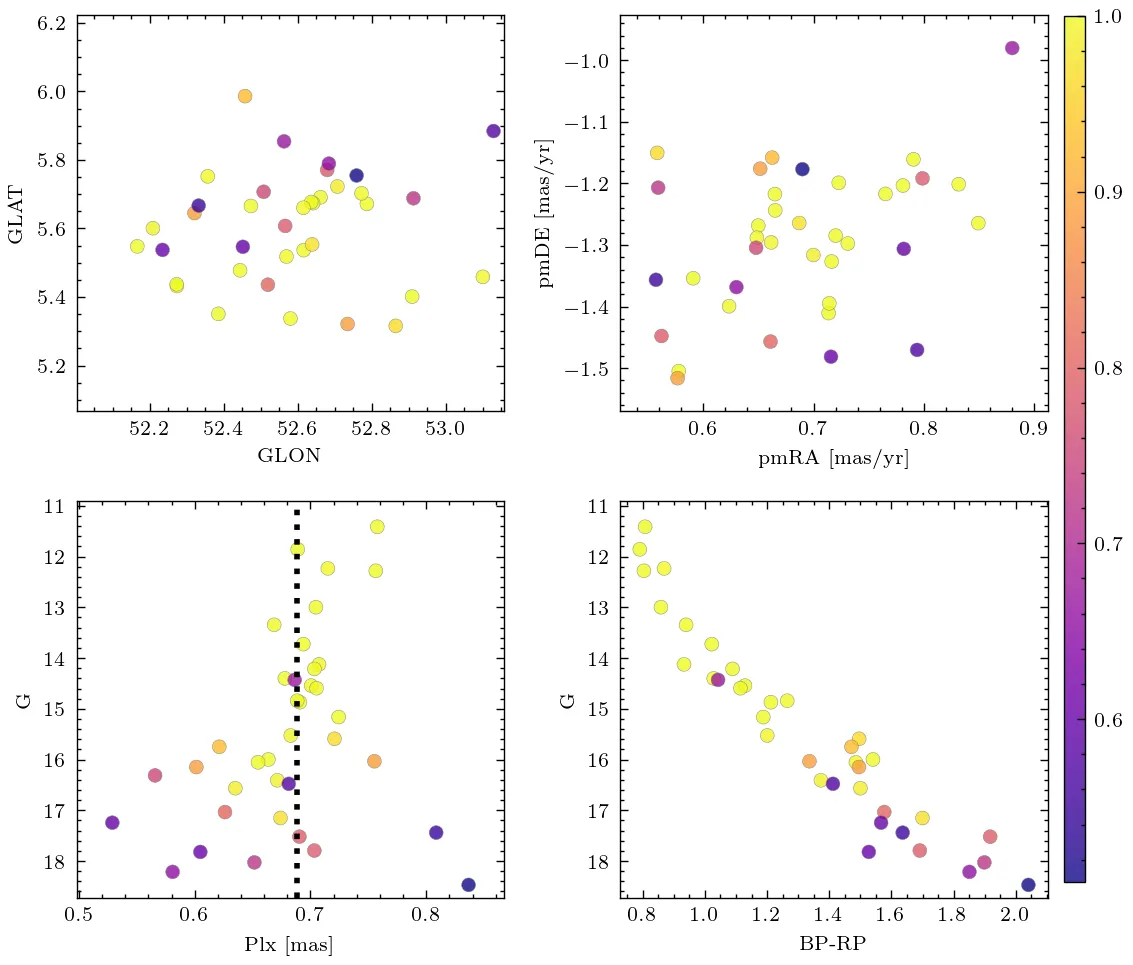 6.2
6.0
5.8
5.6
5.4
5.2
GLAT
52.2 52.4 52.6 52.8 53.0
GLON
−1.0
−1.1
−1.2
−1.3
−1.4
−1.5
pmDE [mas/yr]
0.6 0.7 0.8 0.9
pmRA [mas/yr]
1.0
0.9
0.8
0.7
0.6
11
12
13
14
15
16
17
18
G
0.5 0.6 0.7 0.8
Plx [mas]
11
12
13
14
15
16
17
18
G
0.8 1.0 1.2 1.4 1.6 1.8 2.0
BP-RP